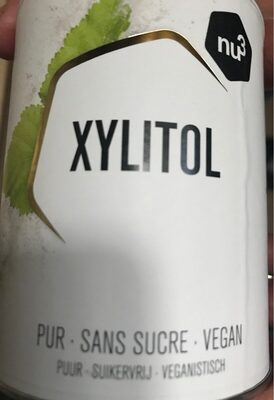 nu3
XYLITOL
PUR · SANS SUCRE · VEGAN
PUUR · SUIKERVRIJ · VEGANISTISCH